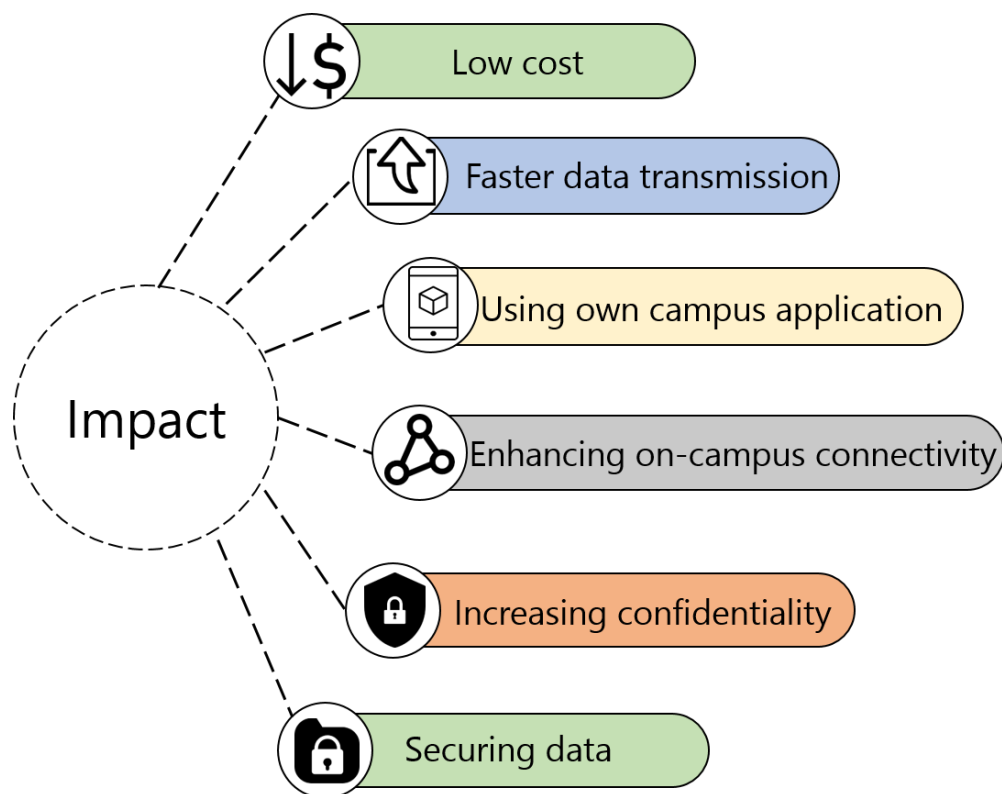 Low cost
Faster data transmission
Using own campus application
Impact
Enhancing on-campus connectivity
Increasing confidentiality
Securing data